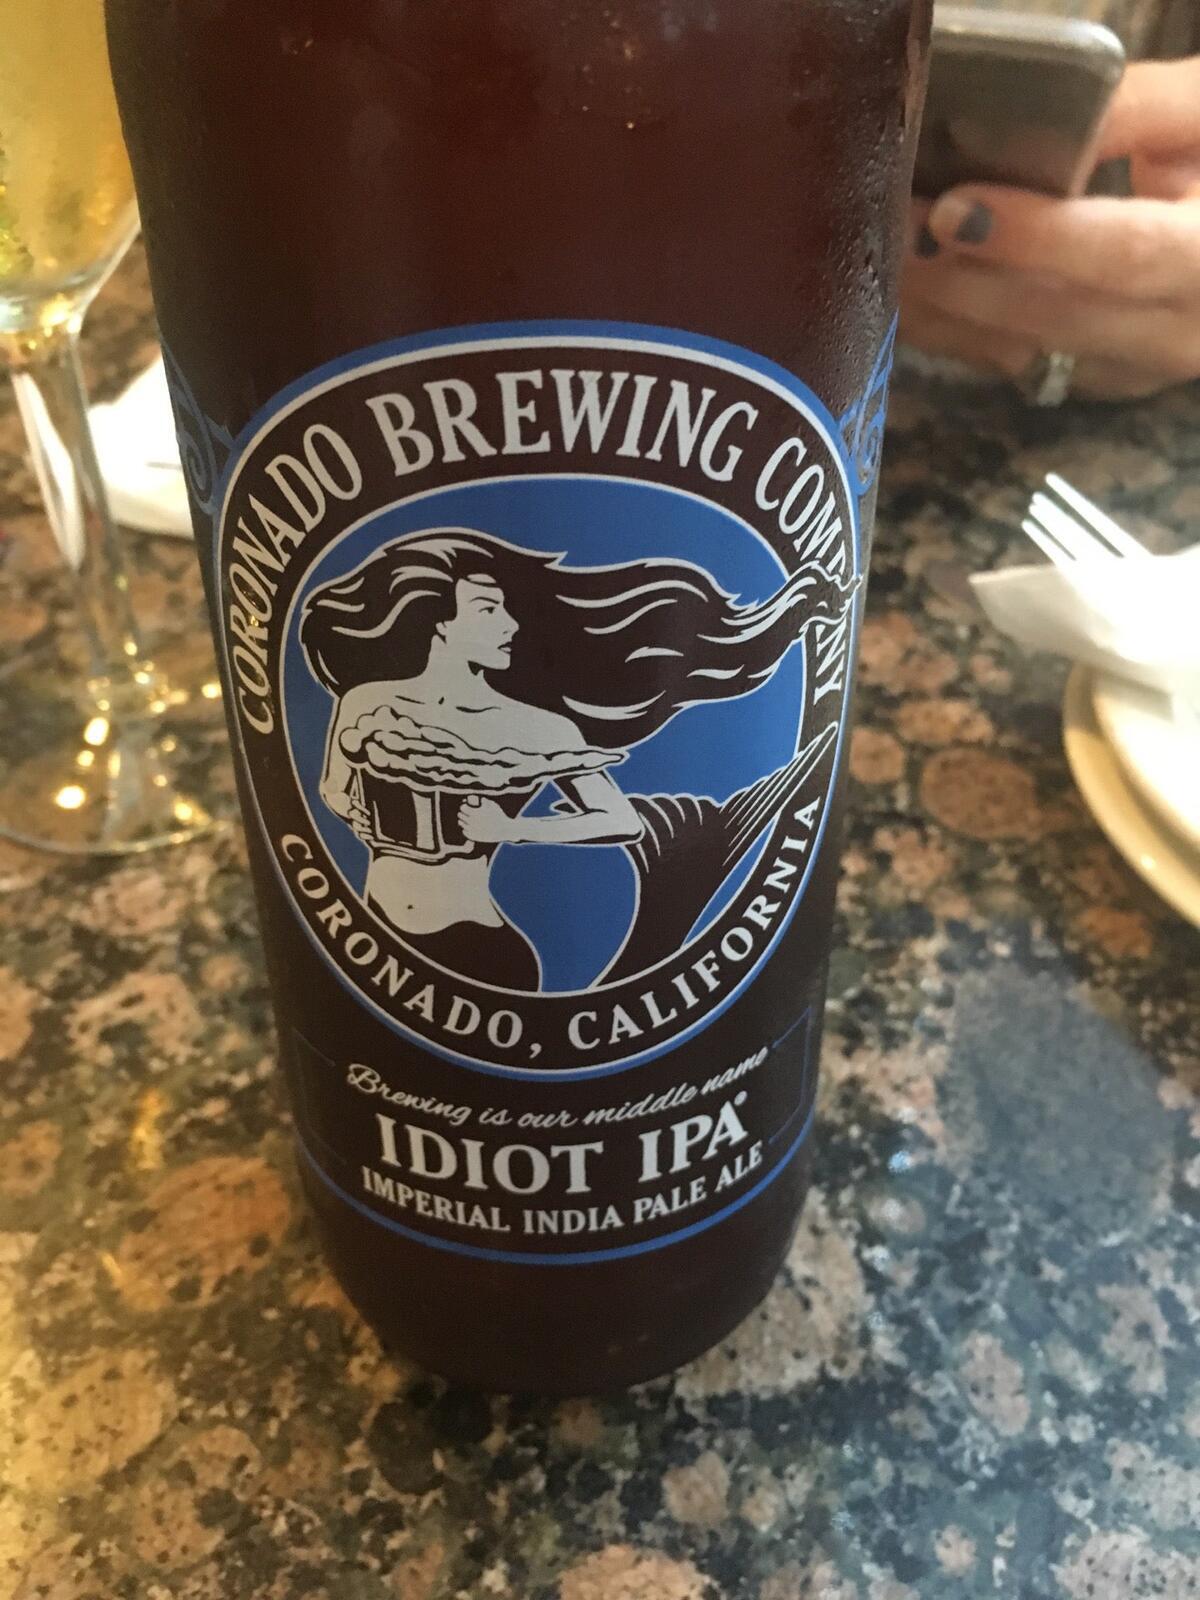 CORONADO BREWING COMPANY
CORONADO, CALIFORNIA
Brewing is our middle name
IDIOT IPA®
IMPERIAL INDIA PALE ALE